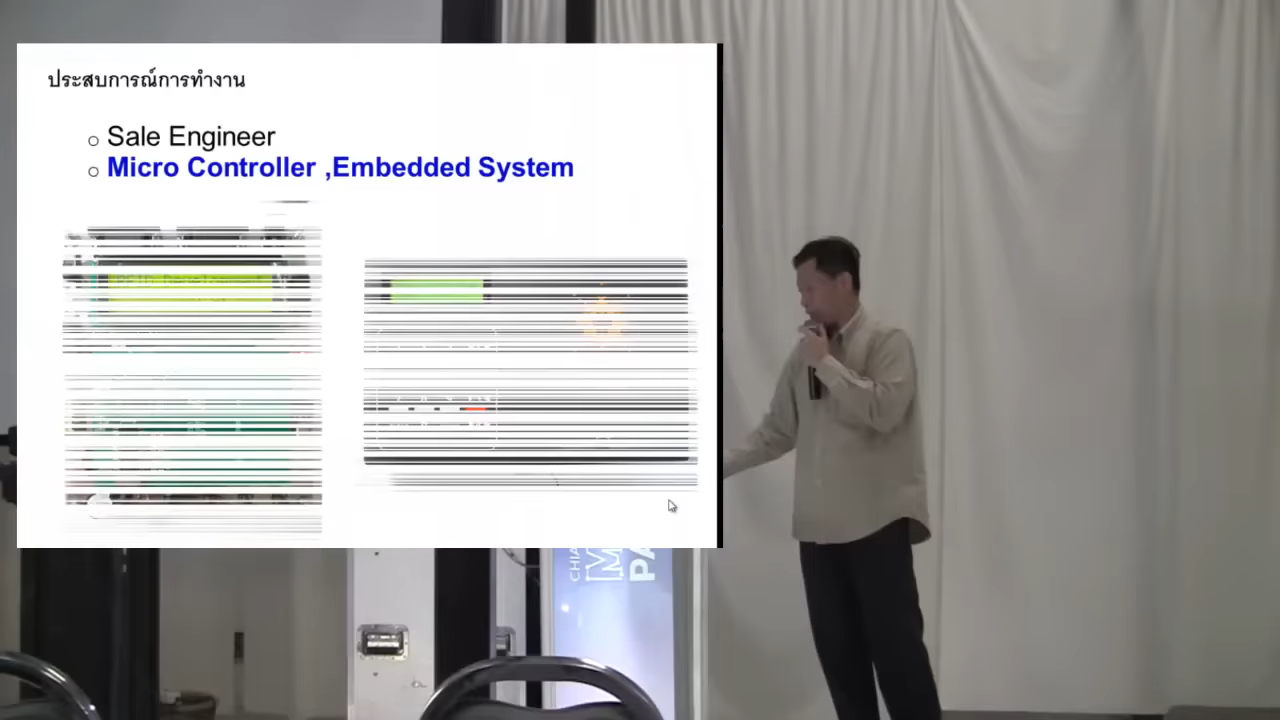 ประสบการณ์การทำงาน
Sale Engineer
Micro Controller ,Embedded System